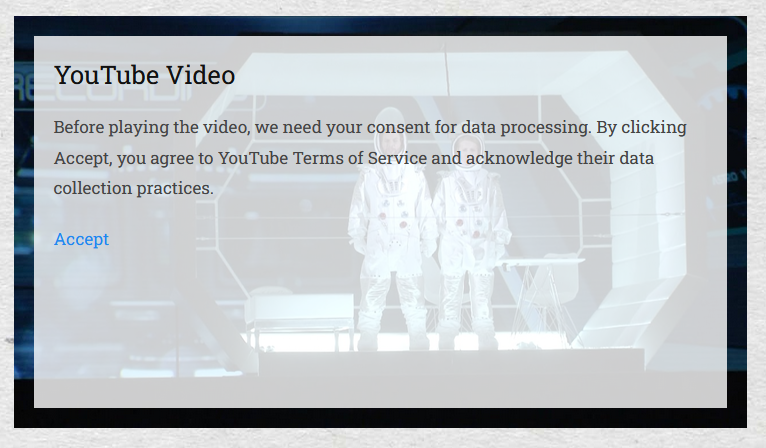 YouTube Video
Before playing the video, we need your consent for data processing. By clicking
Accept, you agree to YouTube Terms of Service and acknowledge their data
collection practices.
Accept